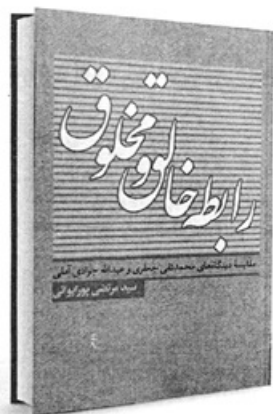 رابطه خالق و مخلوق
مقایسه دیدگاه‌های محمدتقی جعفری و عبدالله جوادی آملی
سید مرتضی پورایوانی